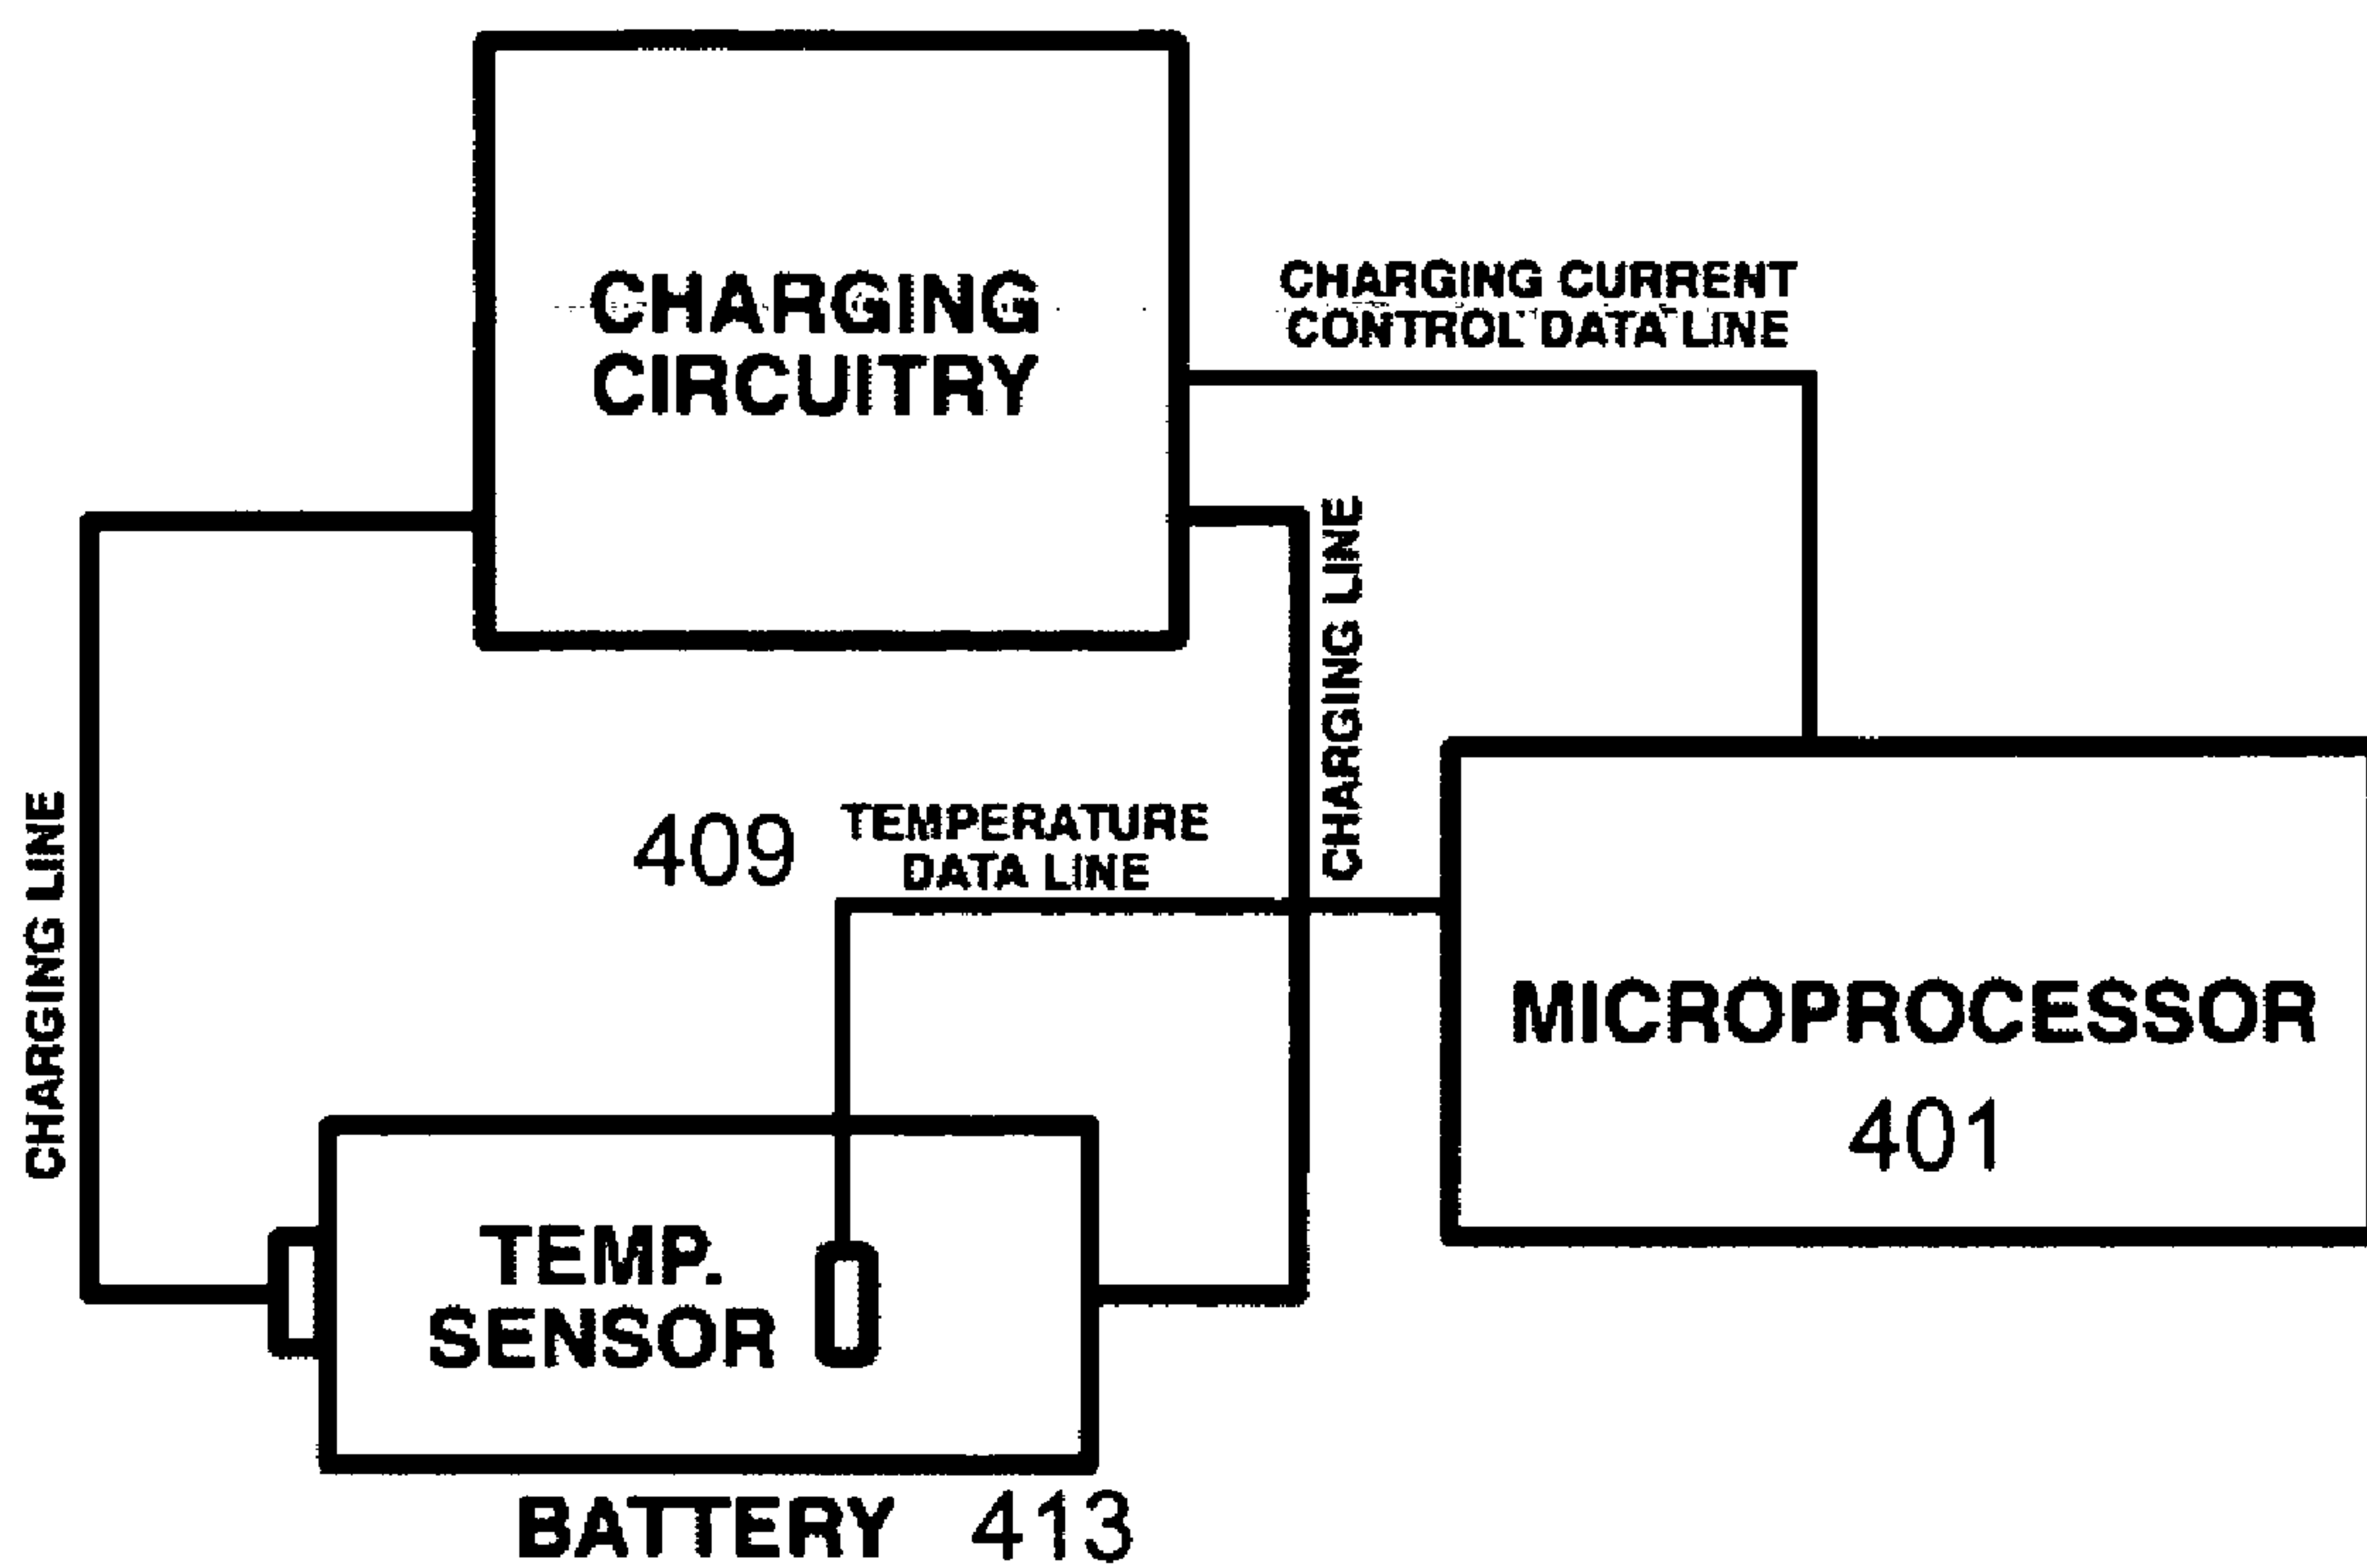 CHARGING
CIRCUITRY
CHARGING CURRENT
CONTROL DATA LINE
CHARGING LINE
CHARGING LINE
409
TEMPERATURE
DATA LINE
MICROPROCESSOR
401
TEMP.
SENSOR
BATTERY 413